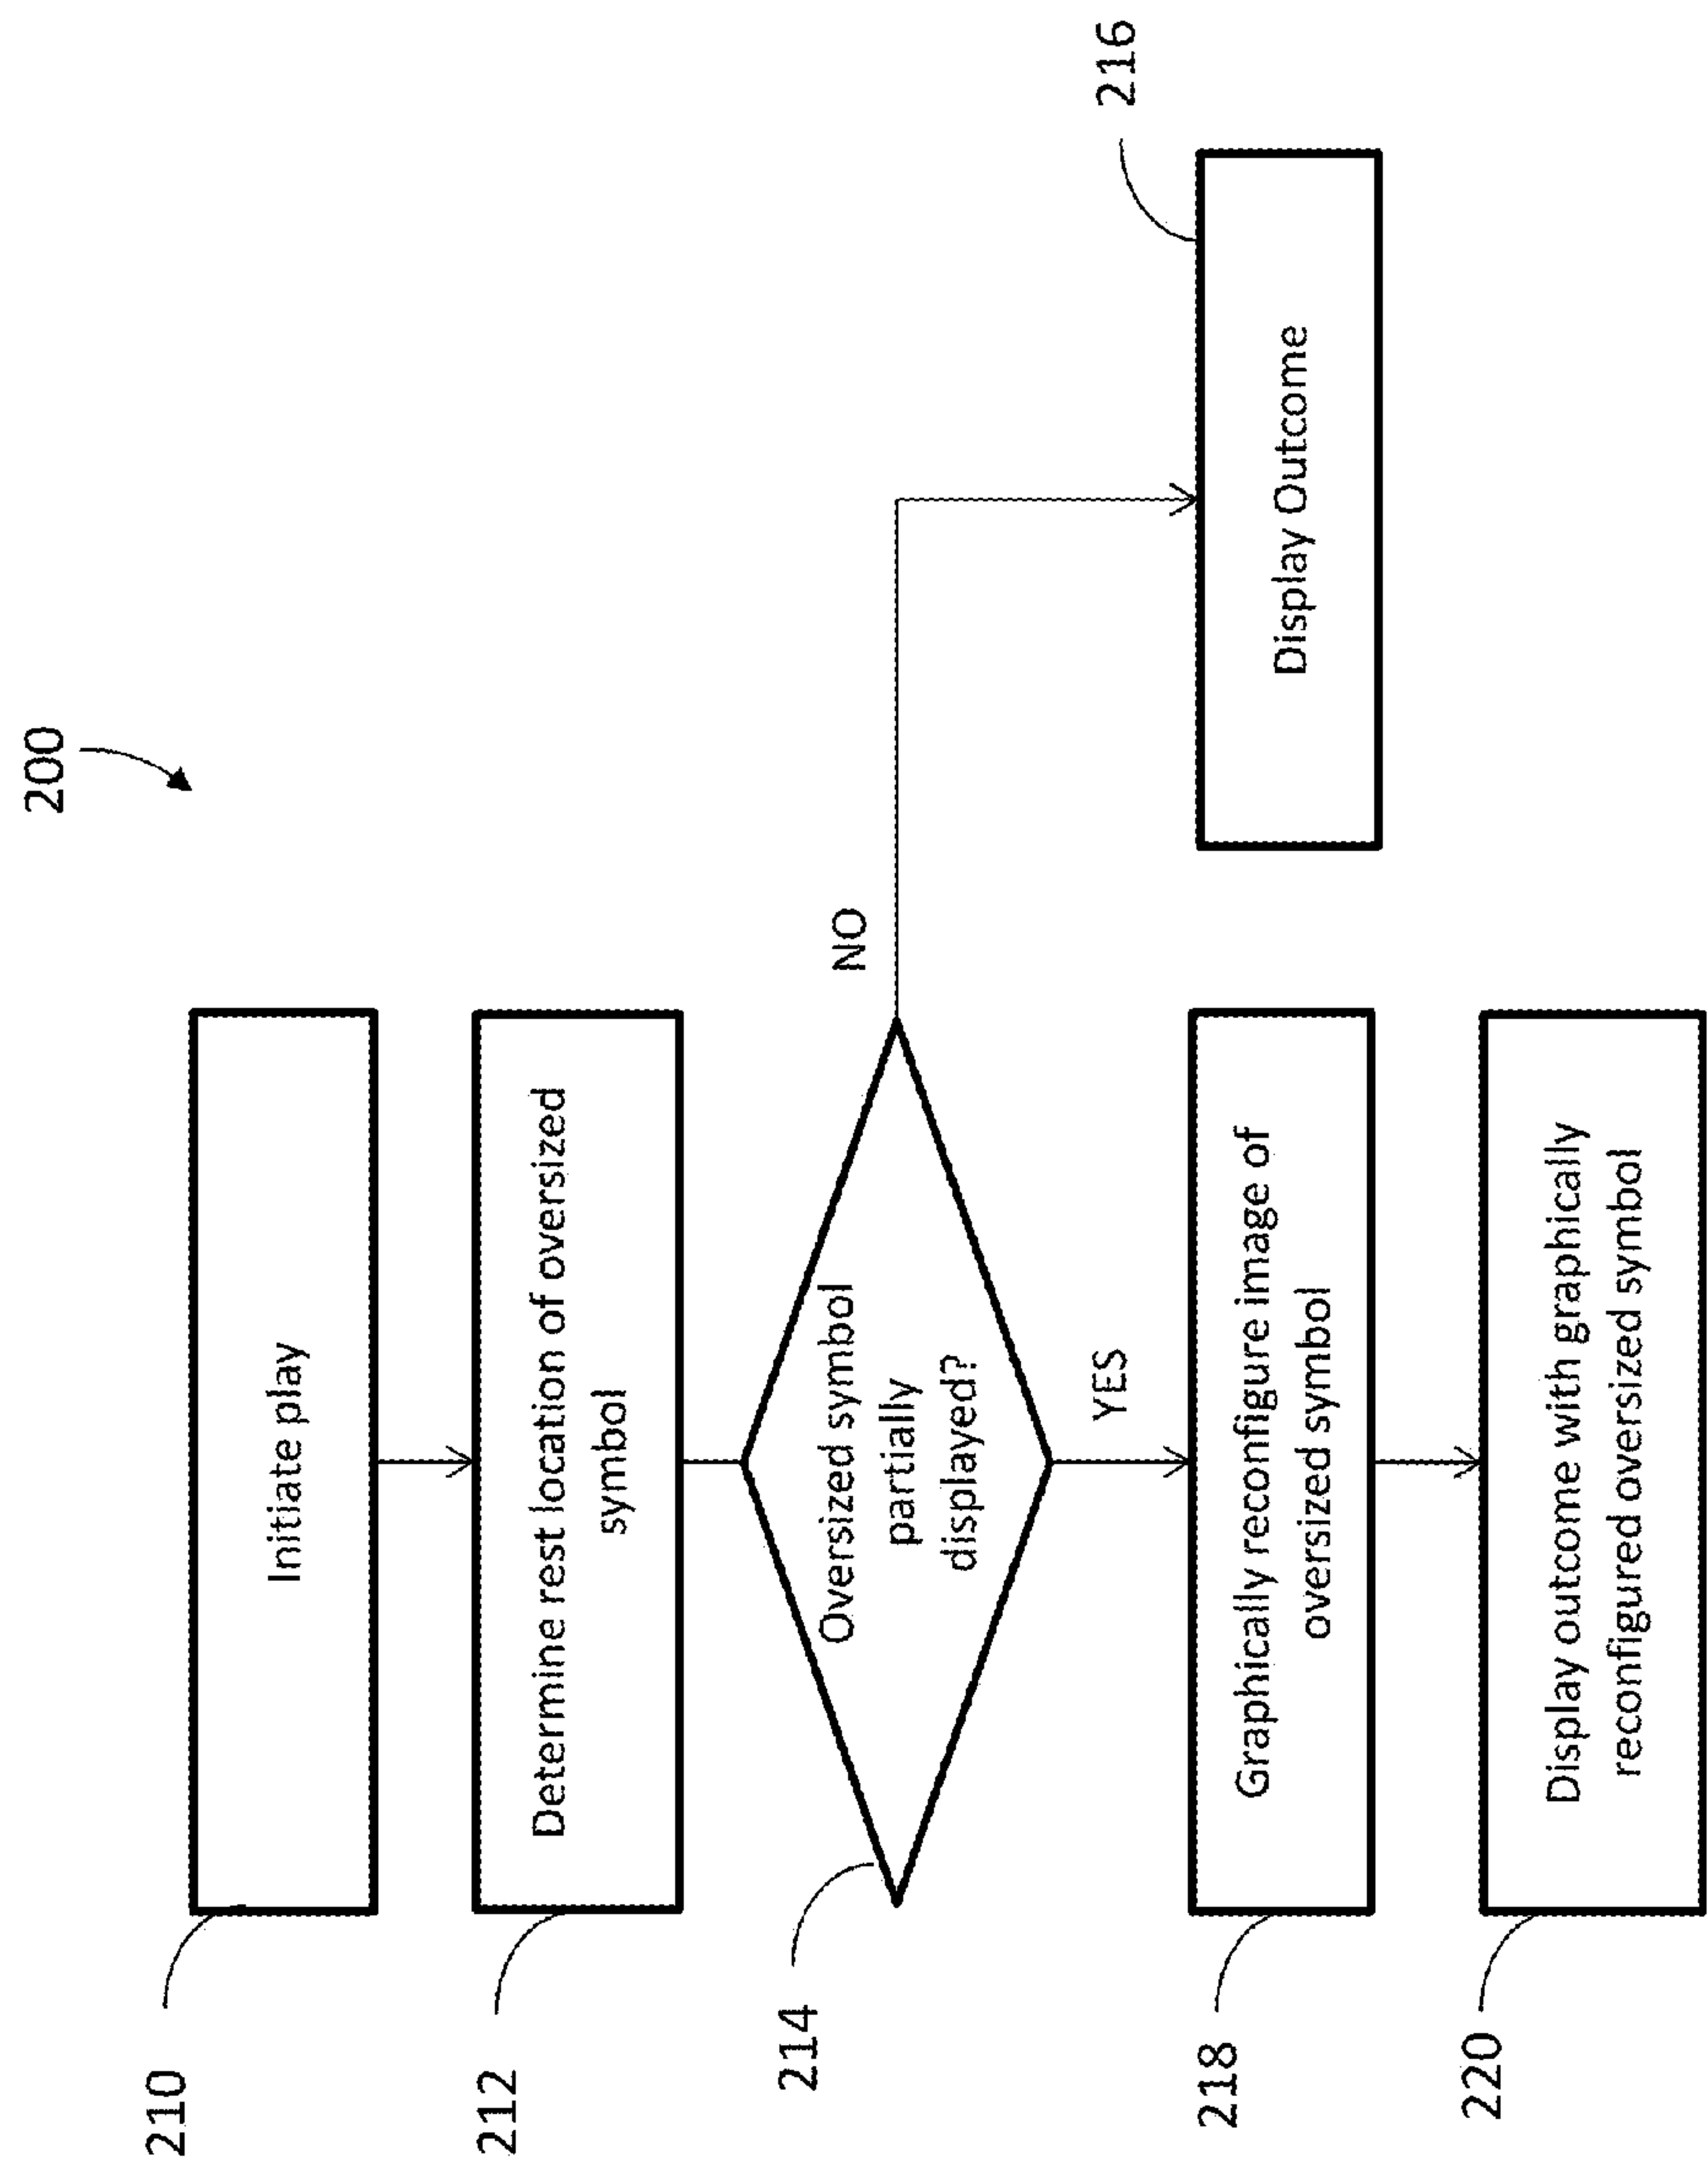 200
210
Initiate play
212
Determine rest location of oversized
symbol
214
Oversized symbol
partially
displayed?
NO
216
Display Outcome
YES
218
Graphically reconfigure image of
oversized symbol
220
Display outcome with graphically
reconfigured oversized symbol